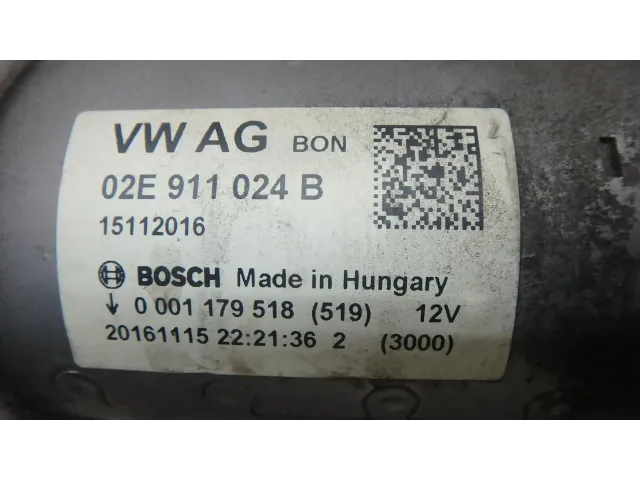 VW AG BON
02E 911 024 B
15112016
BOSCH Made in Hungary
↓ 0 001 179 518 (519) 12V
20161115 22:21:36 2 (3000)